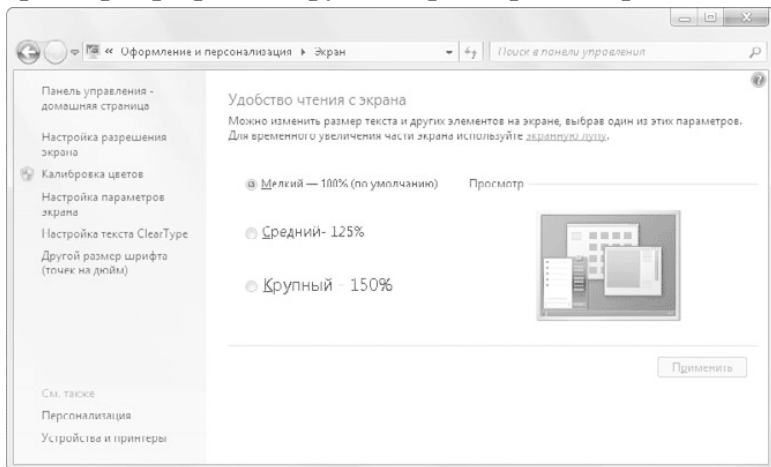 « Оформление и персонализация ▸ Экран
Поиск в панели управления
Панель управления -
домашняя страница
Настройка разрешения
экрана
Калибровка цветов
Настройка параметров
экрана
Настройка текста ClearType
Другой размер шрифта
(точек на дюйм)
См. также
Персонализация
Устройства и принтеры
Удобство чтения с экрана
Можно изменить размер текста и других элементов на экране, выбрав один из этих параметров.
Для временного увеличения части экрана используйте экранную лупу.
Мелкий — 100% (по умолчанию)
Просмотр
Средний- 125%
Крупный - 150%
Применить